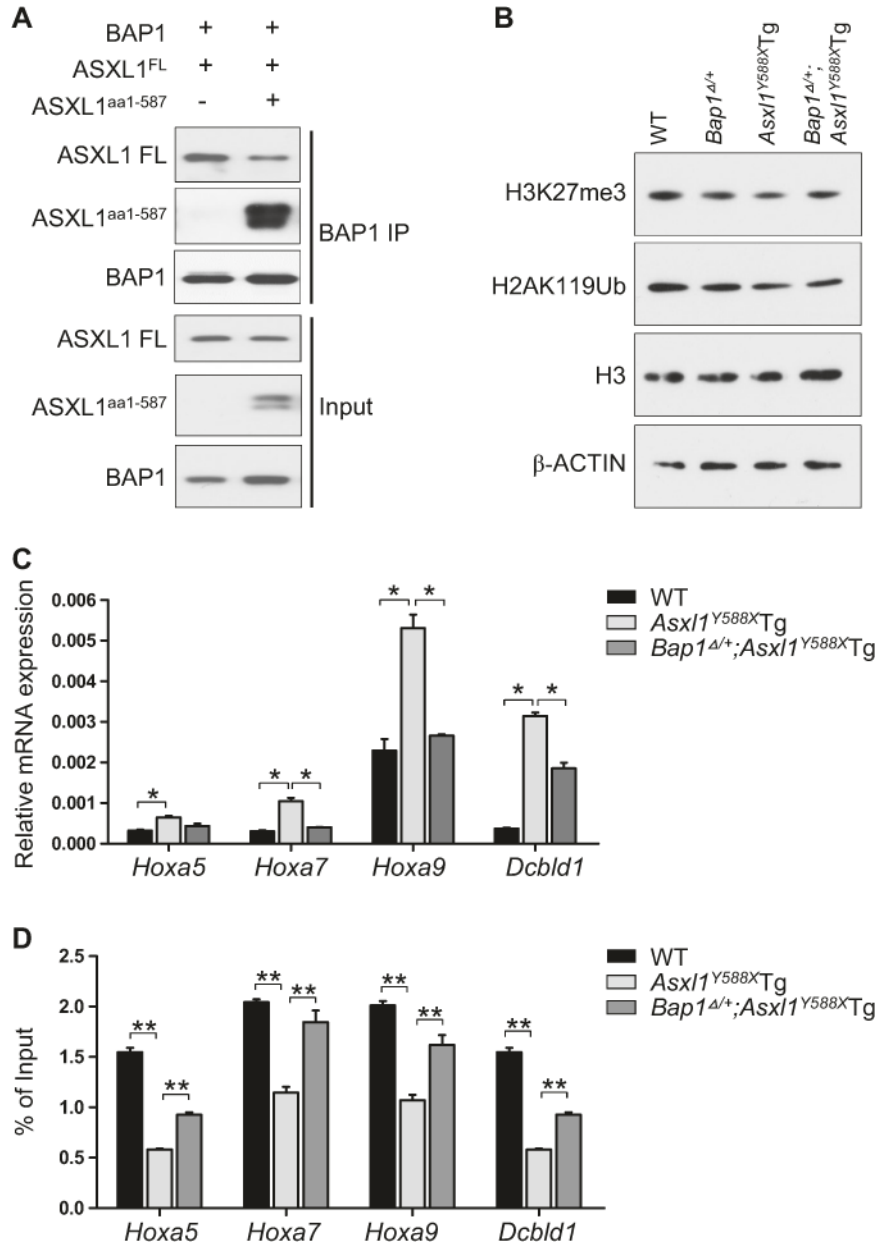 A
BAP1 + +
ASXL1FL + +
ASXL1aa1-587 - +
ASXL1 FL
ASXL1aa1-587
BAP1
BAP1 IP
ASXL1 FL
ASXL1aa1-587
BAP1
Input
B
WT
Bap1Δ/+
Asxl1Y588XTg
Bap1Δ/+;
Asxl1Y588XTg
H3K27me3
H2AK119Ub
H3
β-ACTIN
C
Relative mRNA expression
0.006
0.005
0.003
0.002
0.001
0.000
*
* *
* *
* *
Hoxa5 Hoxa7 Hoxa9 Dcbld1
WT
Asxl1Y588XTg
Bap1Δ/+;Asxl1Y588XTg
D
% of Input
2.5
2.0
1.5
1.0
0.5
0.0
** **
** **
** **
** **
Hoxa5 Hoxa7 Hoxa9 Dcbld1
WT
Asxl1Y588XTg
Bap1Δ/+;Asxl1Y588XTg